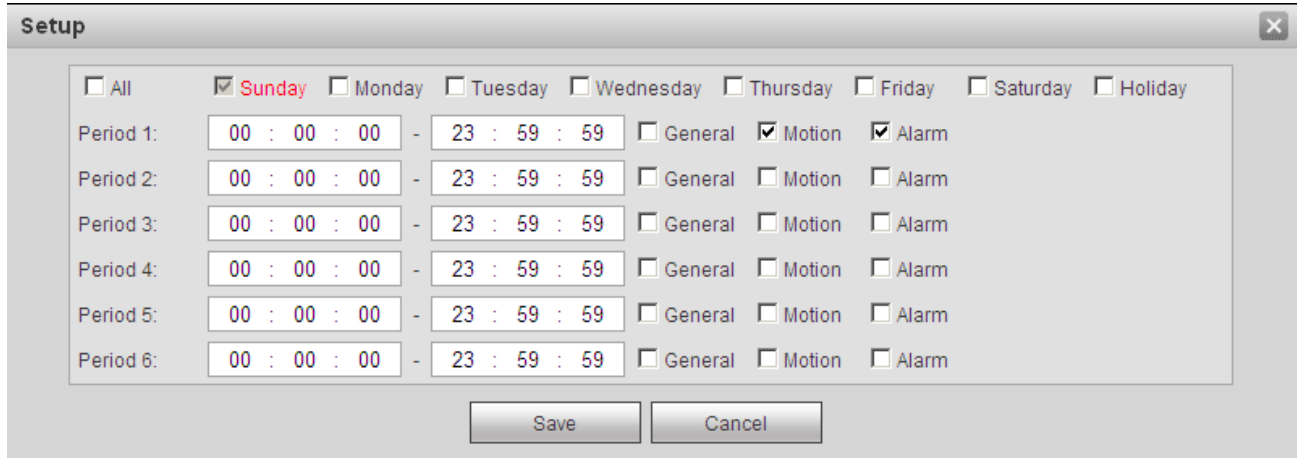 Setup
All Sunday Monday Tuesday Wednesday Thursday Friday Saturday Holiday
Period 1: 00 : 00 : 00 - 23 : 59 : 59 General Motion Alarm
Period 2: 00 : 00 : 00 - 23 : 59 : 59 General Motion Alarm
Period 3: 00 : 00 : 00 - 23 : 59 : 59 General Motion Alarm
Period 4: 00 : 00 : 00 - 23 : 59 : 59 General Motion Alarm
Period 5: 00 : 00 : 00 - 23 : 59 : 59 General Motion Alarm
Period 6: 00 : 00 : 00 - 23 : 59 : 59 General Motion Alarm
Save Cancel